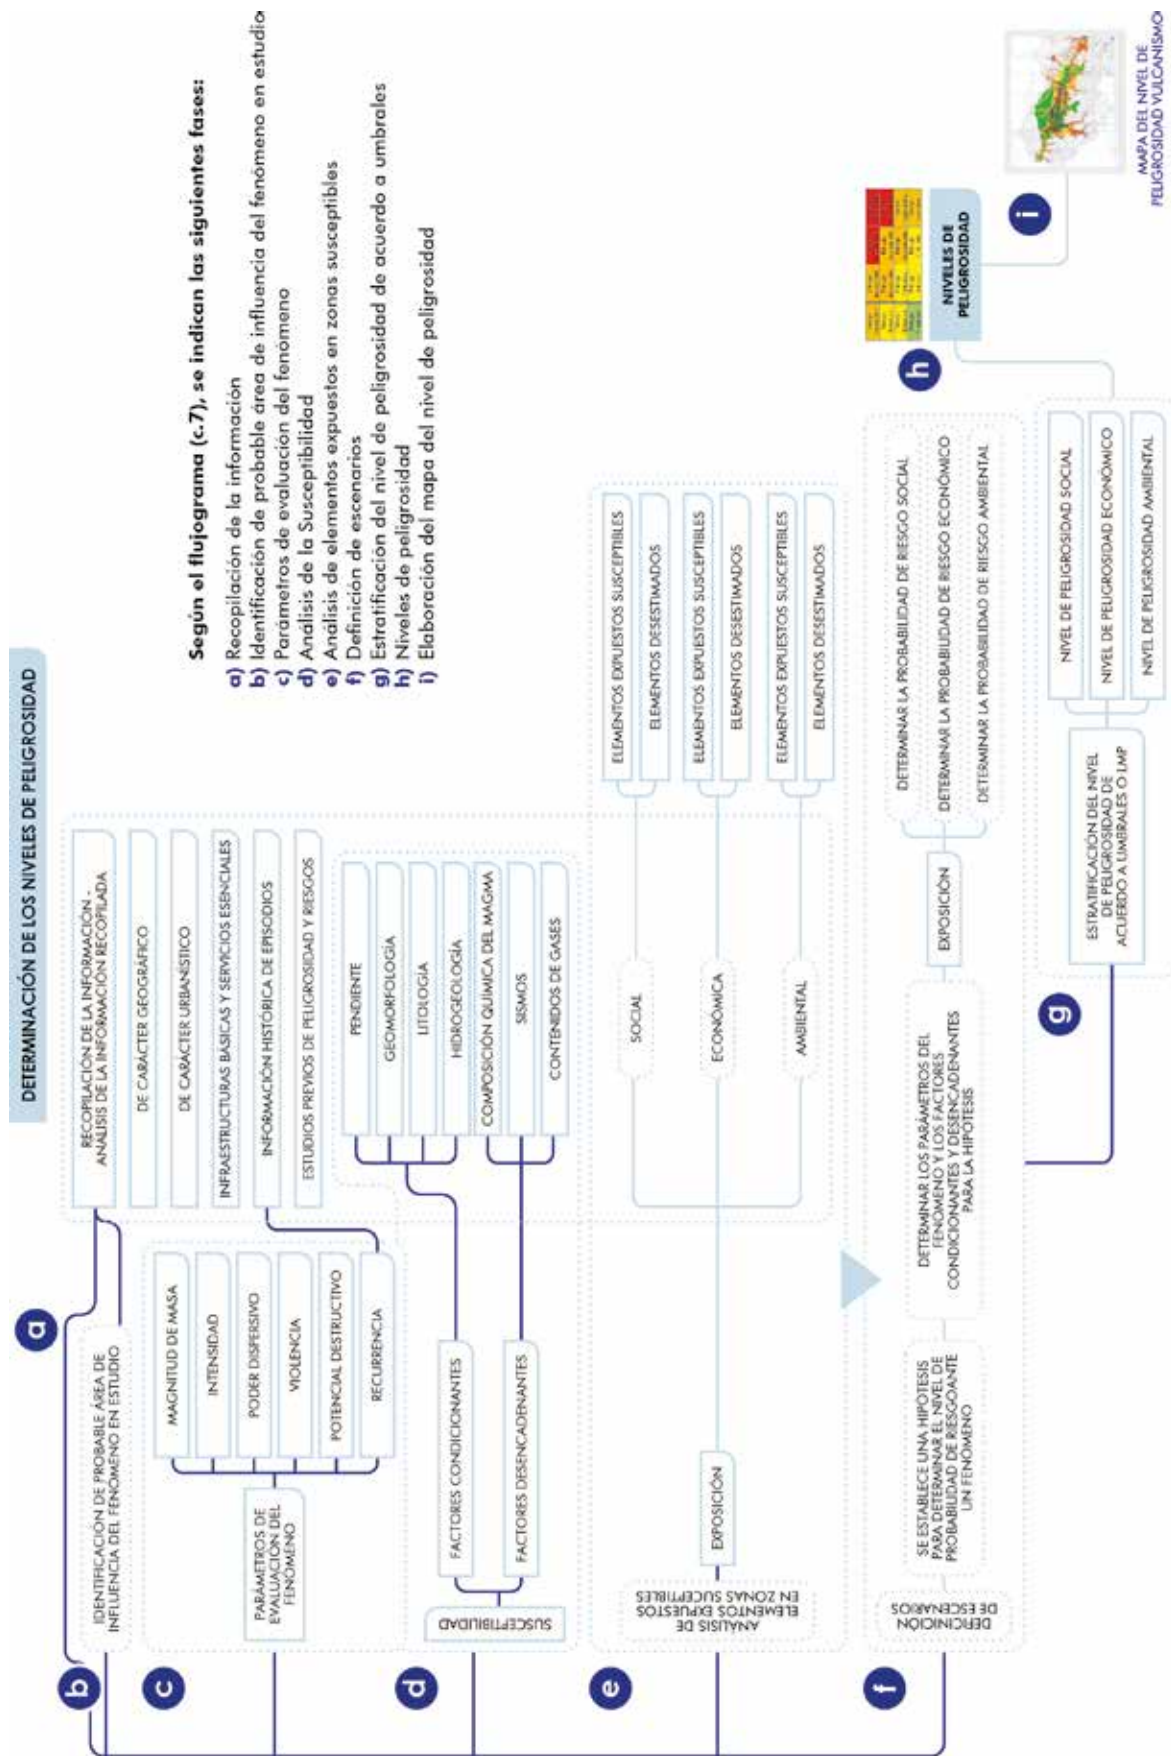 DETERMINACIÓN DE LOS NIVELES DE PELIGROSIDAD
Según el flujograma (c.7), se indican las siguientes fases:
a) Recopilación de la información
b) Identificación de probable área de influencia del fenómeno en estudio
c) Parámetros de evaluación del fenómeno
d) Análisis de la Susceptibilidad
e) Análisis de elementos expuestos en zonas susceptibles
f) Definición de escenarios
g) Estratificación del nivel de peligrosidad de acuerdo a umbrales
h) Niveles de peligrosidad
i) Elaboración del mapa del nivel de peligrosidad
a
RECOPILACIÓN DE LA INFORMACIÓN -
ANÁLISIS DE LA INFORMACIÓN RECOPILADA
DE CARÁCTER GEOGRÁFICO
DE CARÁCTER URBANÍSTICO
INFRAESTRUCTURAS BÁSICAS Y SERVICIOS ESENCIALES
INFORMACIÓN HISTÓRICA DE EPISODIOS
ESTUDIOS PREVIOS DE PELIGROSIDAD Y RIESGOS
b
IDENTIFICACIÓN DE PROBABLE ÁREA DE
INFLUENCIA DEL FENÓMENO EN ESTUDIO
c
PARÁMETROS DE
EVALUACIÓN DEL
FENÓMENO
MAGNITUD DE MASA
INTENSIDAD
PODER DISPERSIVO
VIOLENCIA
POTENCIAL DESTRUCTIVO
RECURRENCIA
d
SUSCEPTIBILIDAD
FACTORES CONDICIONANTES
PENDIENTE
GEOMORFOLOGÍA
LITOLOGÍA
HIDROGEOLOGÍA
FACTORES DESENCADENANTES
COMPOSICIÓN QUÍMICA DEL MAGMA
SISMOS
CONTENIDOS DE GASES
e
ANÁLISIS DE
ELEMENTOS EXPUESTOS
EN ZONAS SUCEPTIBLES
EXPOSICIÓN
SOCIAL
ELEMENTOS EXPUESTOS SUSCEPTIBLES
ELEMENTOS DESESTIMADOS
ECONÓMICA
ELEMENTOS EXPUESTOS SUSCEPTIBLES
ELEMENTOS DESESTIMADOS
AMBIENTAL
ELEMENTOS EXPUESTOS SUSCEPTIBLES
ELEMENTOS DESESTIMADOS
f
DEFICINICIÓN
DE ESCENARIOS
SE ESTABLECE UNA HIPÓTESIS
PARA DETERMINAR EL NIVEL DE
PROBABILIDAD DE RIESGOANTE
UN FENÓMENO
DETERMINAR LOS PARÁMETROS DEL
FENÓMENO Y LOS FACTORES
CONDICIONANTES Y DESENCADENANTES
PARA LA HIPÓTESIS
EXPOSICIÓN
DETERMINAR LA PROBABILIDAD DE RIESGO SOCIAL
DETERMINAR LA PROBABILIDAD DE RIESGO ECONÓMICO
DETERMINAR LA PROBABILIDAD DE RIESGO AMBIENTAL
g
ESTRATIFICACIÓN DEL NIVEL
DE PELIGROSIDAD DE
ACUERDO A UMBRALES O LMP
NIVEL DE PELIGROSIDAD SOCIAL
NIVEL DE PELIGROSIDAD ECONÓMICO
NIVEL DE PELIGROSIDAD AMBIENTAL
h
NIVELES DE
PELIGROSIDAD
i
MAPA DEL NIVEL DE
PELIGROSIDAD VULCANISMO